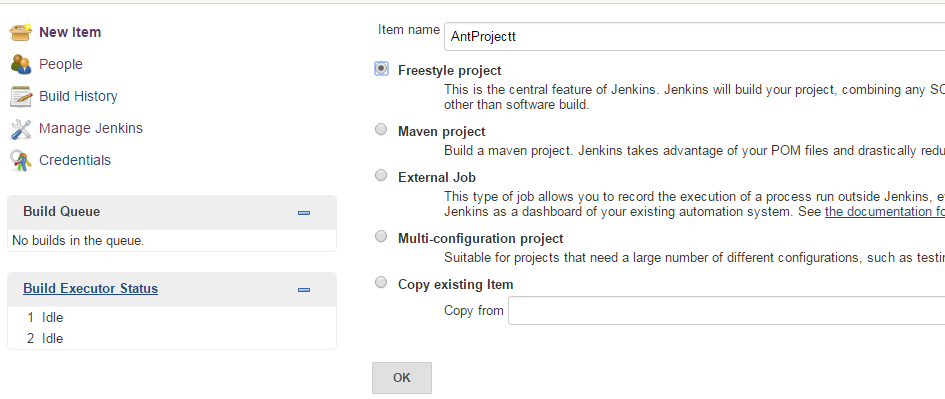 New Item
People
Build History
Manage Jenkins
Credentials
Build Queue
No builds in the queue.
Build Executor Status
1 Idle
2 Idle
Item name AntProjectt
Freestyle project
This is the central feature of Jenkins. Jenkins will build your project, combining any SC
other than software build.
Maven project
Build a maven project. Jenkins takes advantage of your POM files and drastically redu
External Job
This type of job allows you to record the execution of a process run outside Jenkins, e
Jenkins as a dashboard of your existing automation system. See the documentation fo
Multi-configuration project
Suitable for projects that need a large number of different configurations, such as testi
Copy existing Item
Copy from
OK